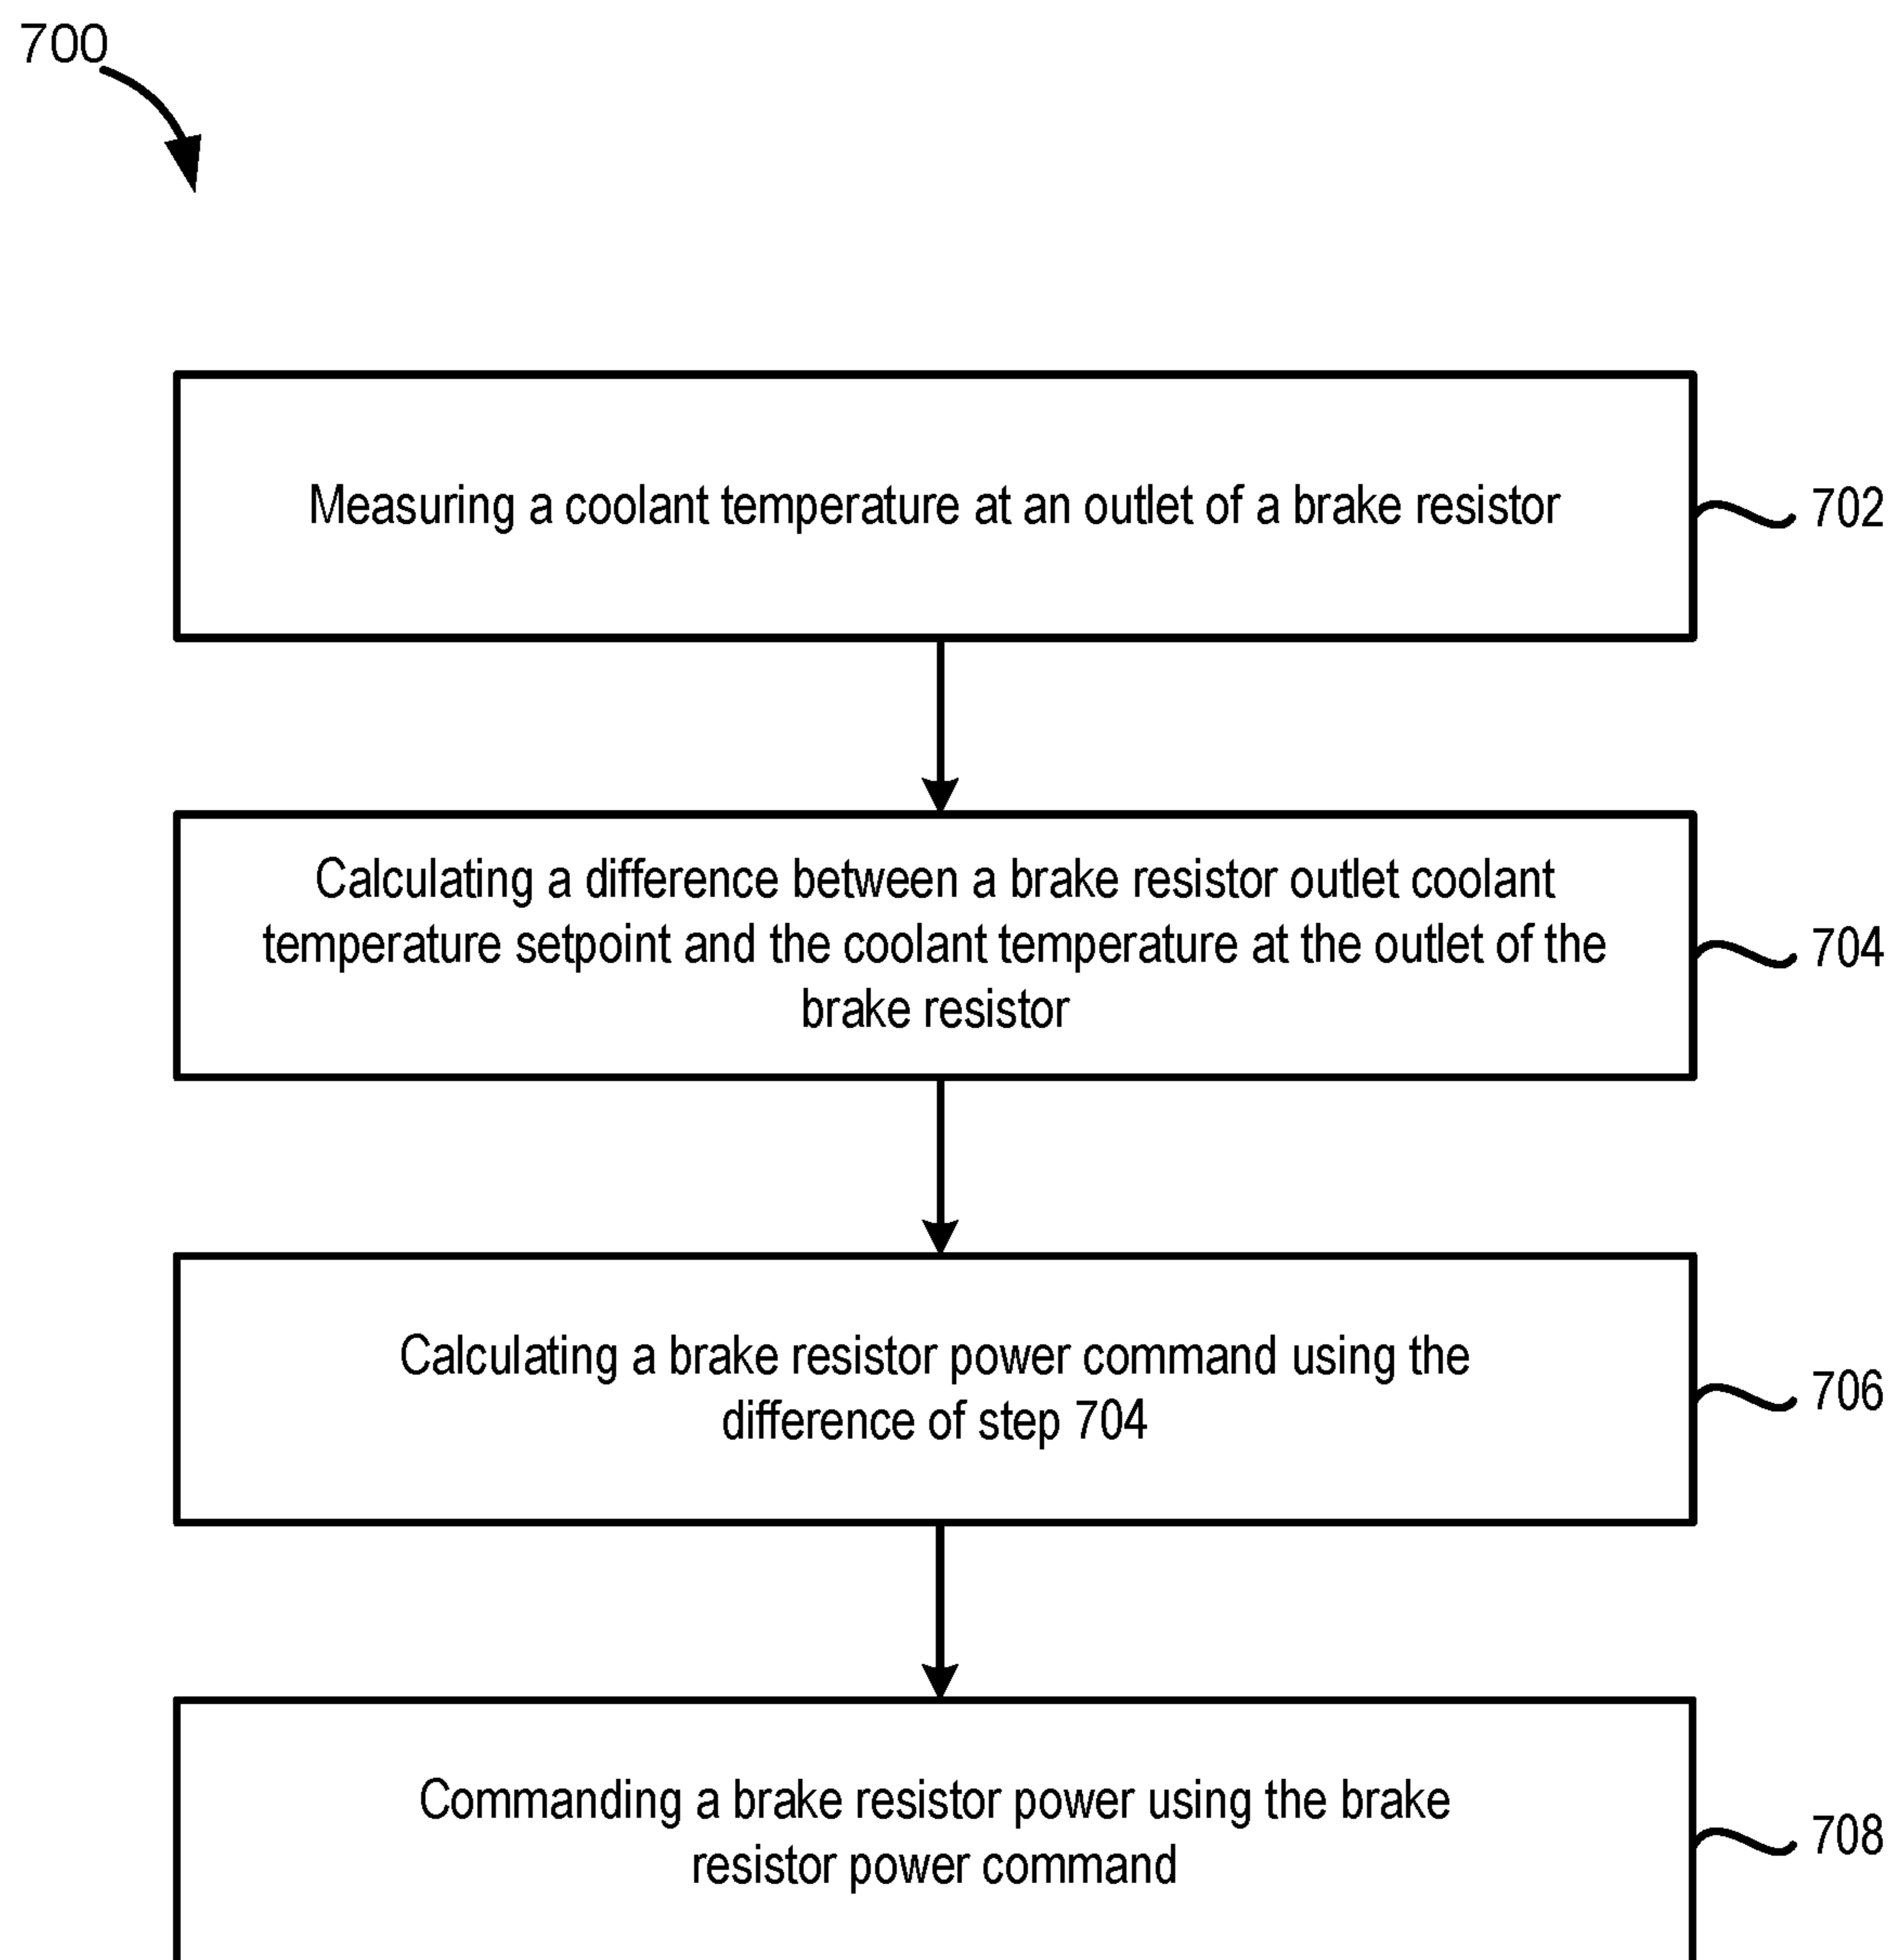 700
Measuring a coolant temperature at an outlet of a brake resistor
702
Calculating a difference between a brake resistor outlet coolant
temperature setpoint and the coolant temperature at the outlet of the
brake resistor
704
Calculating a brake resistor power command using the
difference of step 704
706
Commanding a brake resistor power using the brake
resistor power command
708